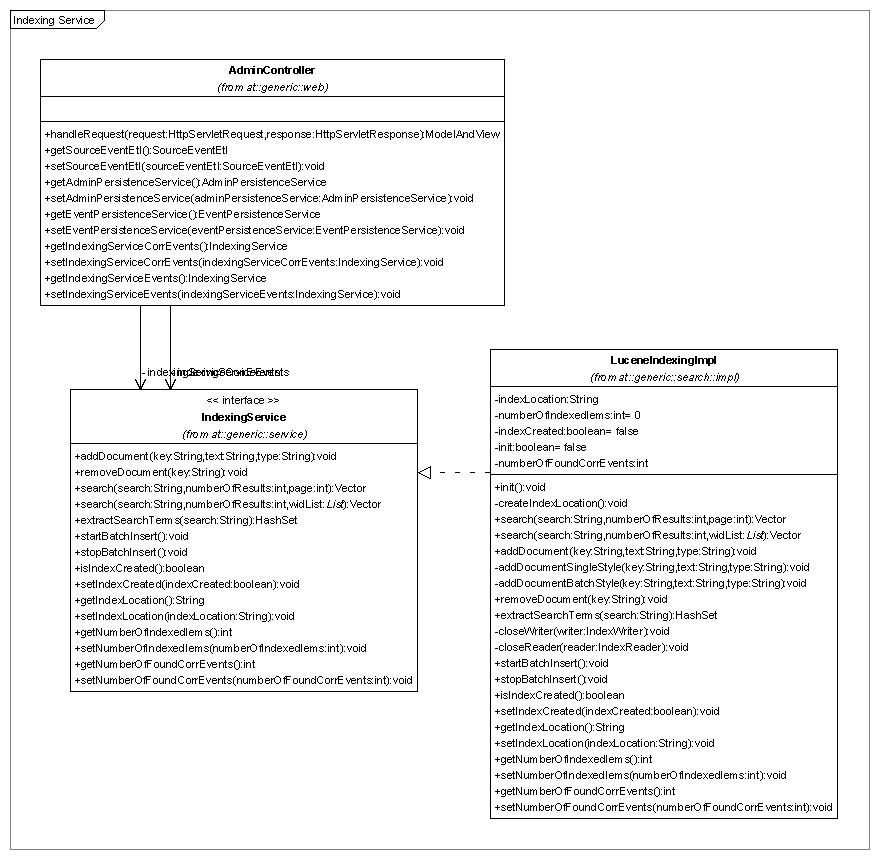 Indexing Service
AdminController
(from at::generic::web)
+handleRequest(request:HttpServletRequest,response:HttpServletResponse):ModelAndView
+getSourceEventEtl():SourceEventEtl
+setSourceEventEtl(sourceEventEtl:SourceEventEtl):void
+getAdminPersistenceService():AdminPersistenceService
+setAdminPersistenceService(adminPersistenceService:AdminPersistenceService):void
+getEventPersistenceService():EventPersistenceService
+setEventPersistenceService(eventPersistenceService:EventPersistenceService):void
+getIndexingServiceCorrEvents():IndexingService
+setIndexingServiceCorrEvents(indexingServiceCorrEvents:IndexingService):void
+getIndexingServiceEvents():IndexingService
+setIndexingServiceEvents(indexingServiceEvents:IndexingService):void
<< interface >>
IndexingService
(from at::generic::service)
+addDocument(key:String,text:String,type:String):void
+removeDocument(key:String):void
+search(search:String,numberOfResults:int,page:int):Vector
+search(search:String,numberOfResults:int,widList:List):Vector
+extractSearchTerms(search:String):HashSet
+startBatchInsert():void
+stopBatchInsert():void
+isIndexCreated():boolean
+setIndexCreated(indexCreated:boolean):void
+getIndexLocation():String
+setIndexLocation(indexLocation:String):void
+getNumberOfIndexedIems():int
+setNumberOfIndexedIems(numberOfIndexedIems:int):void
+getNumberOfFoundCorrEvents():int
+setNumberOfFoundCorrEvents(numberOfFoundCorrEvents:int):void
LuceneIndexingImpl
(from at::generic::search::impl)
-indexLocation:String
-numberOfIndexedIems:int= 0
-indexCreated:boolean= false
-init:boolean= false
-numberOfFoundCorrEvents:int
+init():void
-createIndexLocation():void
+search(search:String,numberOfResults:int,page:int):Vector
+search(search:String,numberOfResults:int,widList:List):Vector
+addDocument(key:String,text:String,type:String):void
-addDocumentSingleStyle(key:String,text:String,type:String):void
-addDocumentBatchStyle(key:String,text:String,type:String):void
+removeDocument(key:String):void
+extractSearchTerms(search:String):HashSet
-closeWriter(writer:IndexWriter):void
-closeReader(reader:IndexReader):void
+startBatchInsert():void
+stopBatchInsert():void
+isIndexCreated():boolean
+setIndexCreated(indexCreated:boolean):void
+getIndexLocation():String
+setIndexLocation(indexLocation:String):void
+getNumberOfIndexedIems():int
+setNumberOfIndexedIems(numberOfIndexedIems:int):void
+getNumberOfFoundCorrEvents():int
+setNumberOfFoundCorrEvents(numberOfFoundCorrEvents:int):void